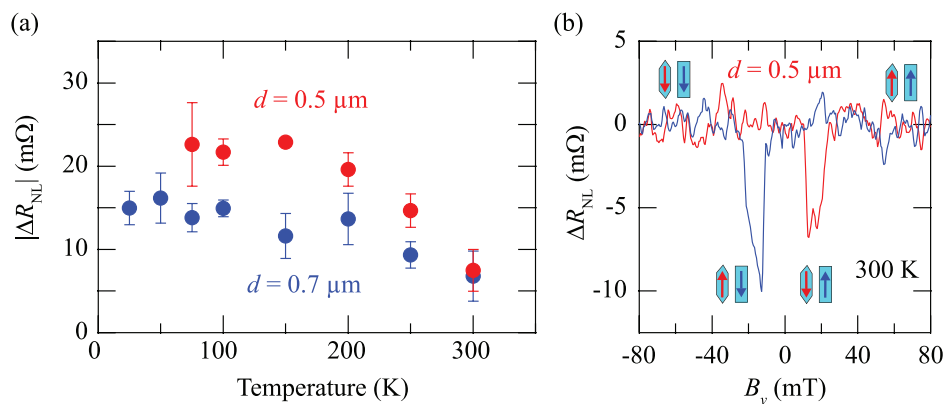 (a)
|ΔR_NL| (mΩ)
30
20
10
0
d = 0.5 µm
d = 0.7 µm
0
100
200
300
Temperature (K)
(b)
ΔR_NL (mΩ)
5
0
-5
-10
d = 0.5 µm
300 K
-80
-40
0
40
80
B_y (mT)